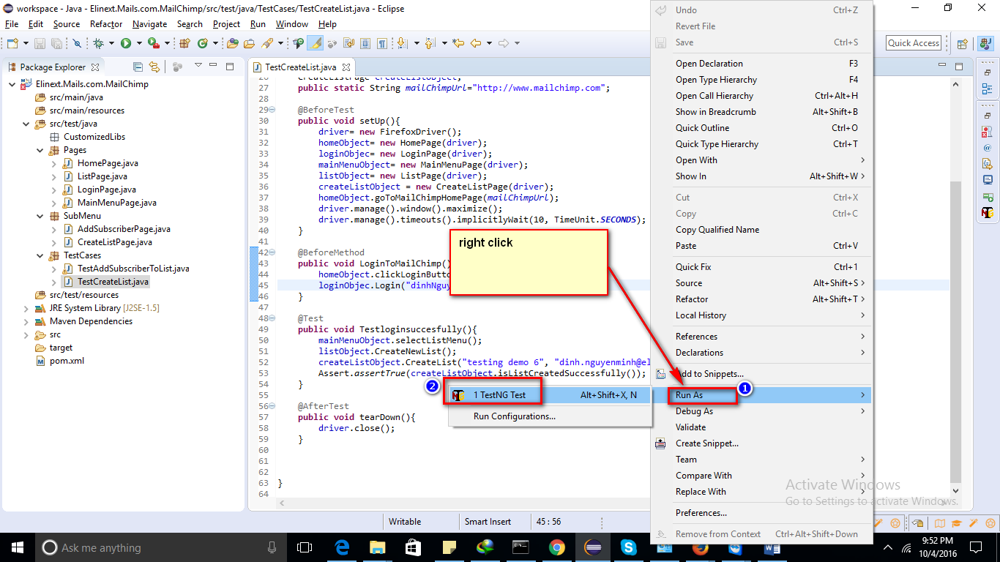 workspace - Java - Elinext.Mails.com.MailChimp/src/test/java/TestCases/TestCreateList.java - Eclipse
File Edit Source Refactor Navigate Search Project Run Window Help
Quick Access
Package Explorer
Elinext.Mails.com.MailChimp
src/main/java
src/main/resources
src/test/java
CustomizedLibs
Pages
HomePage.java
ListPage.java
LoginPage.java
MainMenuPage.java
SubMenu
AddSubscriberPage.java
CreateListPage.java
TestCases
TestAddSubscriberToList.java
TestCreateList.java
src/test/resources
JRE System Library [J2SE-1.5]
Maven Dependencies
src
target
pom.xml
TestCreateList.java
26 CreateListPage createListObject;
27 public static String mailChimpUrl="http://www.mailchimp.com";
28
29 @BeforeTest
30 public void setUp(){
31 driver= new FirefoxDriver();
32 homeObject= new HomePage(driver);
33 loginObjec= new LoginPage(driver);
34 mainMenuObject= new MainMenuPage(driver);
35 listObject= new ListPage(driver);
36 createListObject = new CreateListPage(driver);
37 homeObject.goToMailChimpHomePage(mailChimpUrl);
38 driver.manage().window().maximize();
39 driver.manage().timeouts().implicitlyWait(10, TimeUnit.SECONDS);
40 }
41
42 @BeforeMethod
43 public void LoginToMailChimp()
44 homeObject.clickLoginButto
45 loginObjec.Login("dinhNguy
46 }
47
48 @Test
49 public void Testloginsuccesfully(){
50 mainMenuObject.selectListMenu();
51 listObject.CreateNewList();
52 createListObject.CreateList("testing demo 6", "dinh.nguyenminh@el
53 Assert.assertTrue(createListObject.isListCreatedSuccessfully());
54 }
55
56 @AfterTest
57 public void tearDown(){
58 driver.close();
59 }
60
61
62
63 }
64
right click
2
1 TestNG Test Alt+Shift+X, N
Run Configurations...
Undo Ctrl+Z
Revert File
Save Ctrl+S
Open Declaration F3
Open Type Hierarchy F4
Open Call Hierarchy Ctrl+Alt+H
Show in Breadcrumb Alt+Shift+B
Quick Outline Ctrl+O
Quick Type Hierarchy Ctrl+T
Open With
Show In Alt+Shift+W
Cut Ctrl+X
Copy Ctrl+C
Copy Qualified Name
Paste Ctrl+V
Quick Fix Ctrl+1
Source Alt+Shift+S
Refactor Alt+Shift+T
Local History
References
Declarations
Add to Snippets...
Run As
1
Debug As
Validate
Create Snippet...
Team
Compare With
Replace With
Preferences...
Remove from Context Ctrl+Alt+Shift+Down
Activate Windows
Go to Settings to activate Windows.
Writable Smart Insert 45 : 56
Ask me anything
9:52 PM
10/4/2016